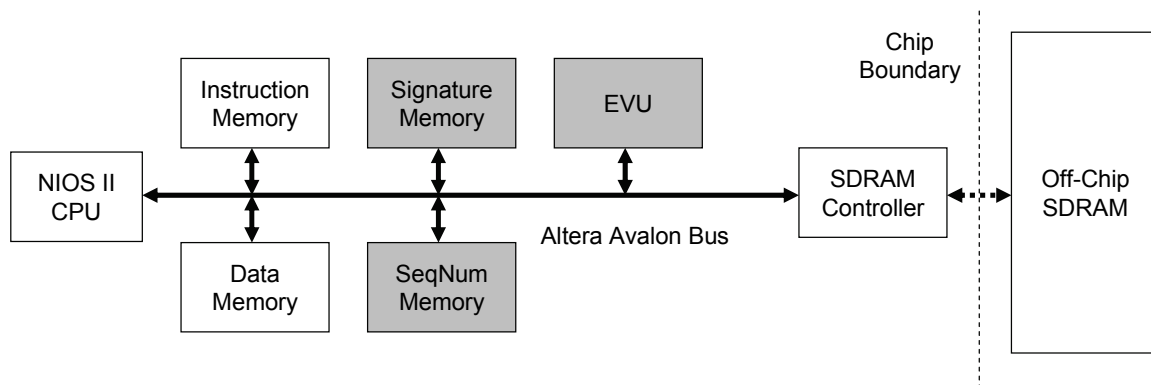 Chip
Boundary
Instruction
Memory
Signature
Memory
EVU
NIOS II
CPU
SDRAM
Controller
Off-Chip
SDRAM
Altera Avalon Bus
Data
Memory
SeqNum
Memory